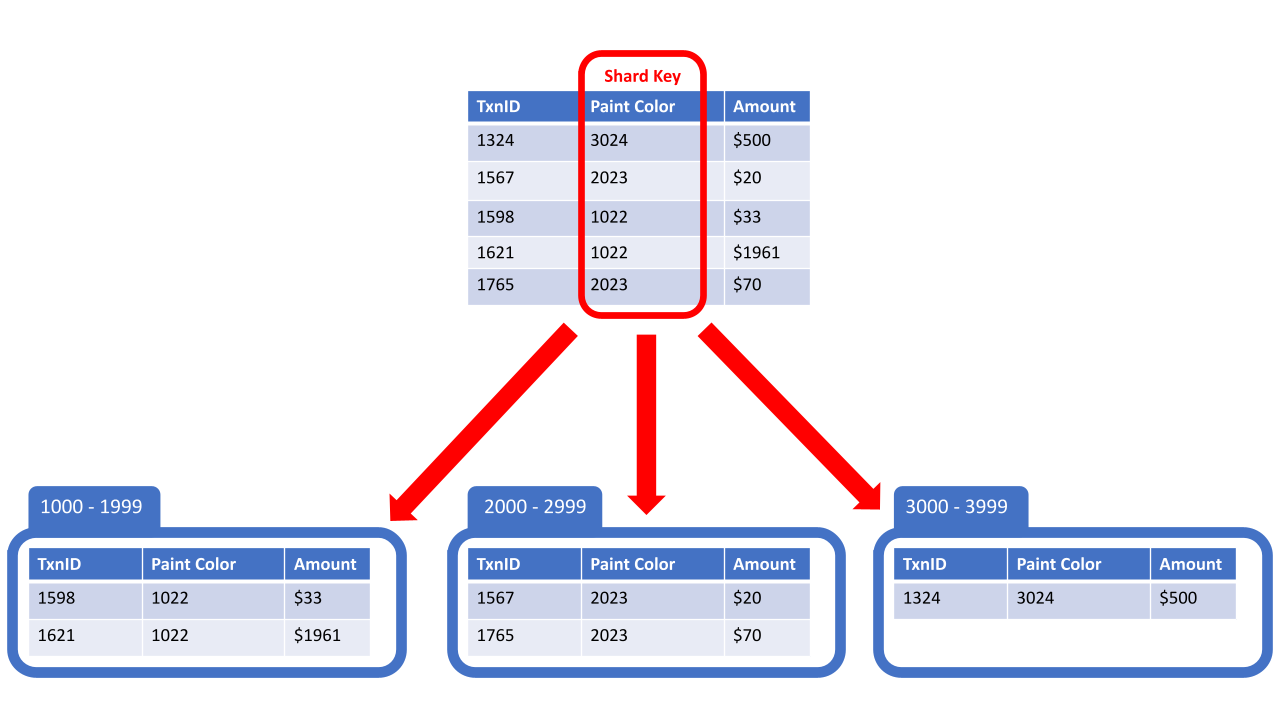 Shard Key
TxnID Paint Color Amount
1324 3024 $500
1567 2023 $20
1598 1022 $33
1621 1022 $1961
1765 2023 $70
1000 - 1999
TxnID Paint Color Amount
1598 1022 $33
1621 1022 $1961
2000 - 2999
TxnID Paint Color Amount
1567 2023 $20
1765 2023 $70
3000 - 3999
TxnID Paint Color Amount
1324 3024 $500